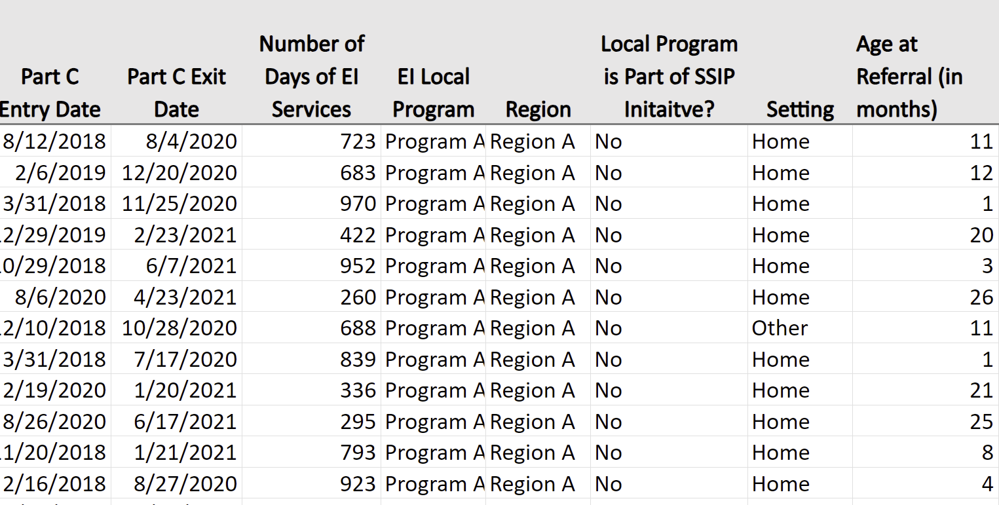 Part C Entry Date	Part C Exit Date	Number of Days of EI Services	EI Local Program	Region	Local Program is Part of SSIP Initaitve?	Setting	Age at Referral (in months)
8/12/2018	8/4/2020	723	Program A	Region A	No	Home	11
2/6/2019	12/20/2020	683	Program A	Region A	No	Home	12
3/31/2018	11/25/2020	970	Program A	Region A	No	Home	1
2/29/2019	2/23/2021	422	Program A	Region A	No	Home	20
0/29/2018	6/7/2021	952	Program A	Region A	No	Home	3
8/6/2020	4/23/2021	260	Program A	Region A	No	Home	26
2/10/2018	10/28/2020	688	Program A	Region A	No	Other	11
3/31/2018	7/17/2020	839	Program A	Region A	No	Home	1
2/19/2020	1/20/2021	336	Program A	Region A	No	Home	21
8/26/2020	6/17/2021	295	Program A	Region A	No	Home	25
1/20/2018	1/21/2021	793	Program A	Region A	No	Home	8
2/16/2018	8/27/2020	923	Program A	Region A	No	Home	4